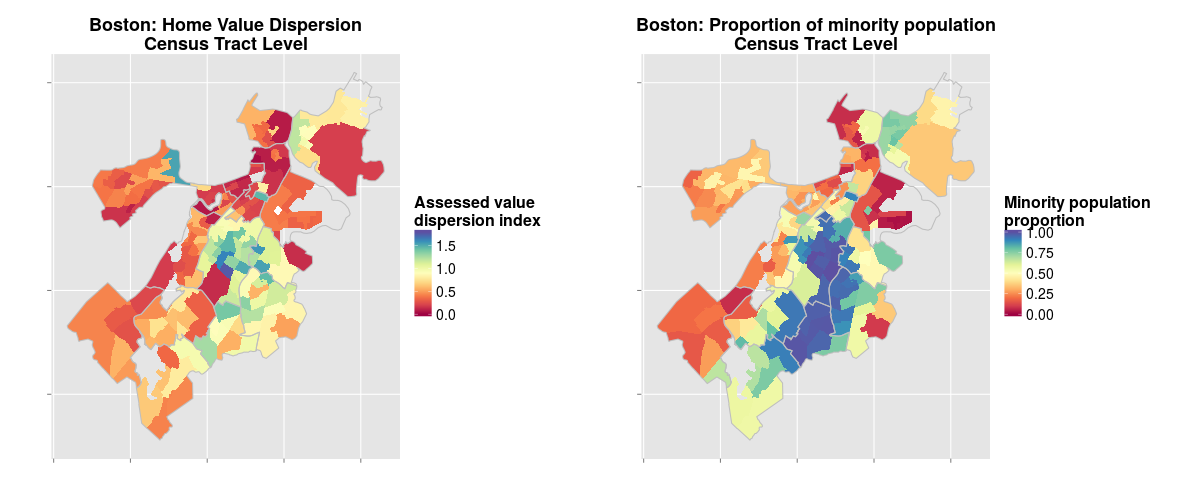 Boston: Home Value Dispersion
Census Tract Level
Assessed value
dispersion index
1.5
1.0
0.5
0.0
Boston: Proportion of minority population
Census Tract Level
Minority population
proportion
1.00
0.75
0.50
0.25
0.00